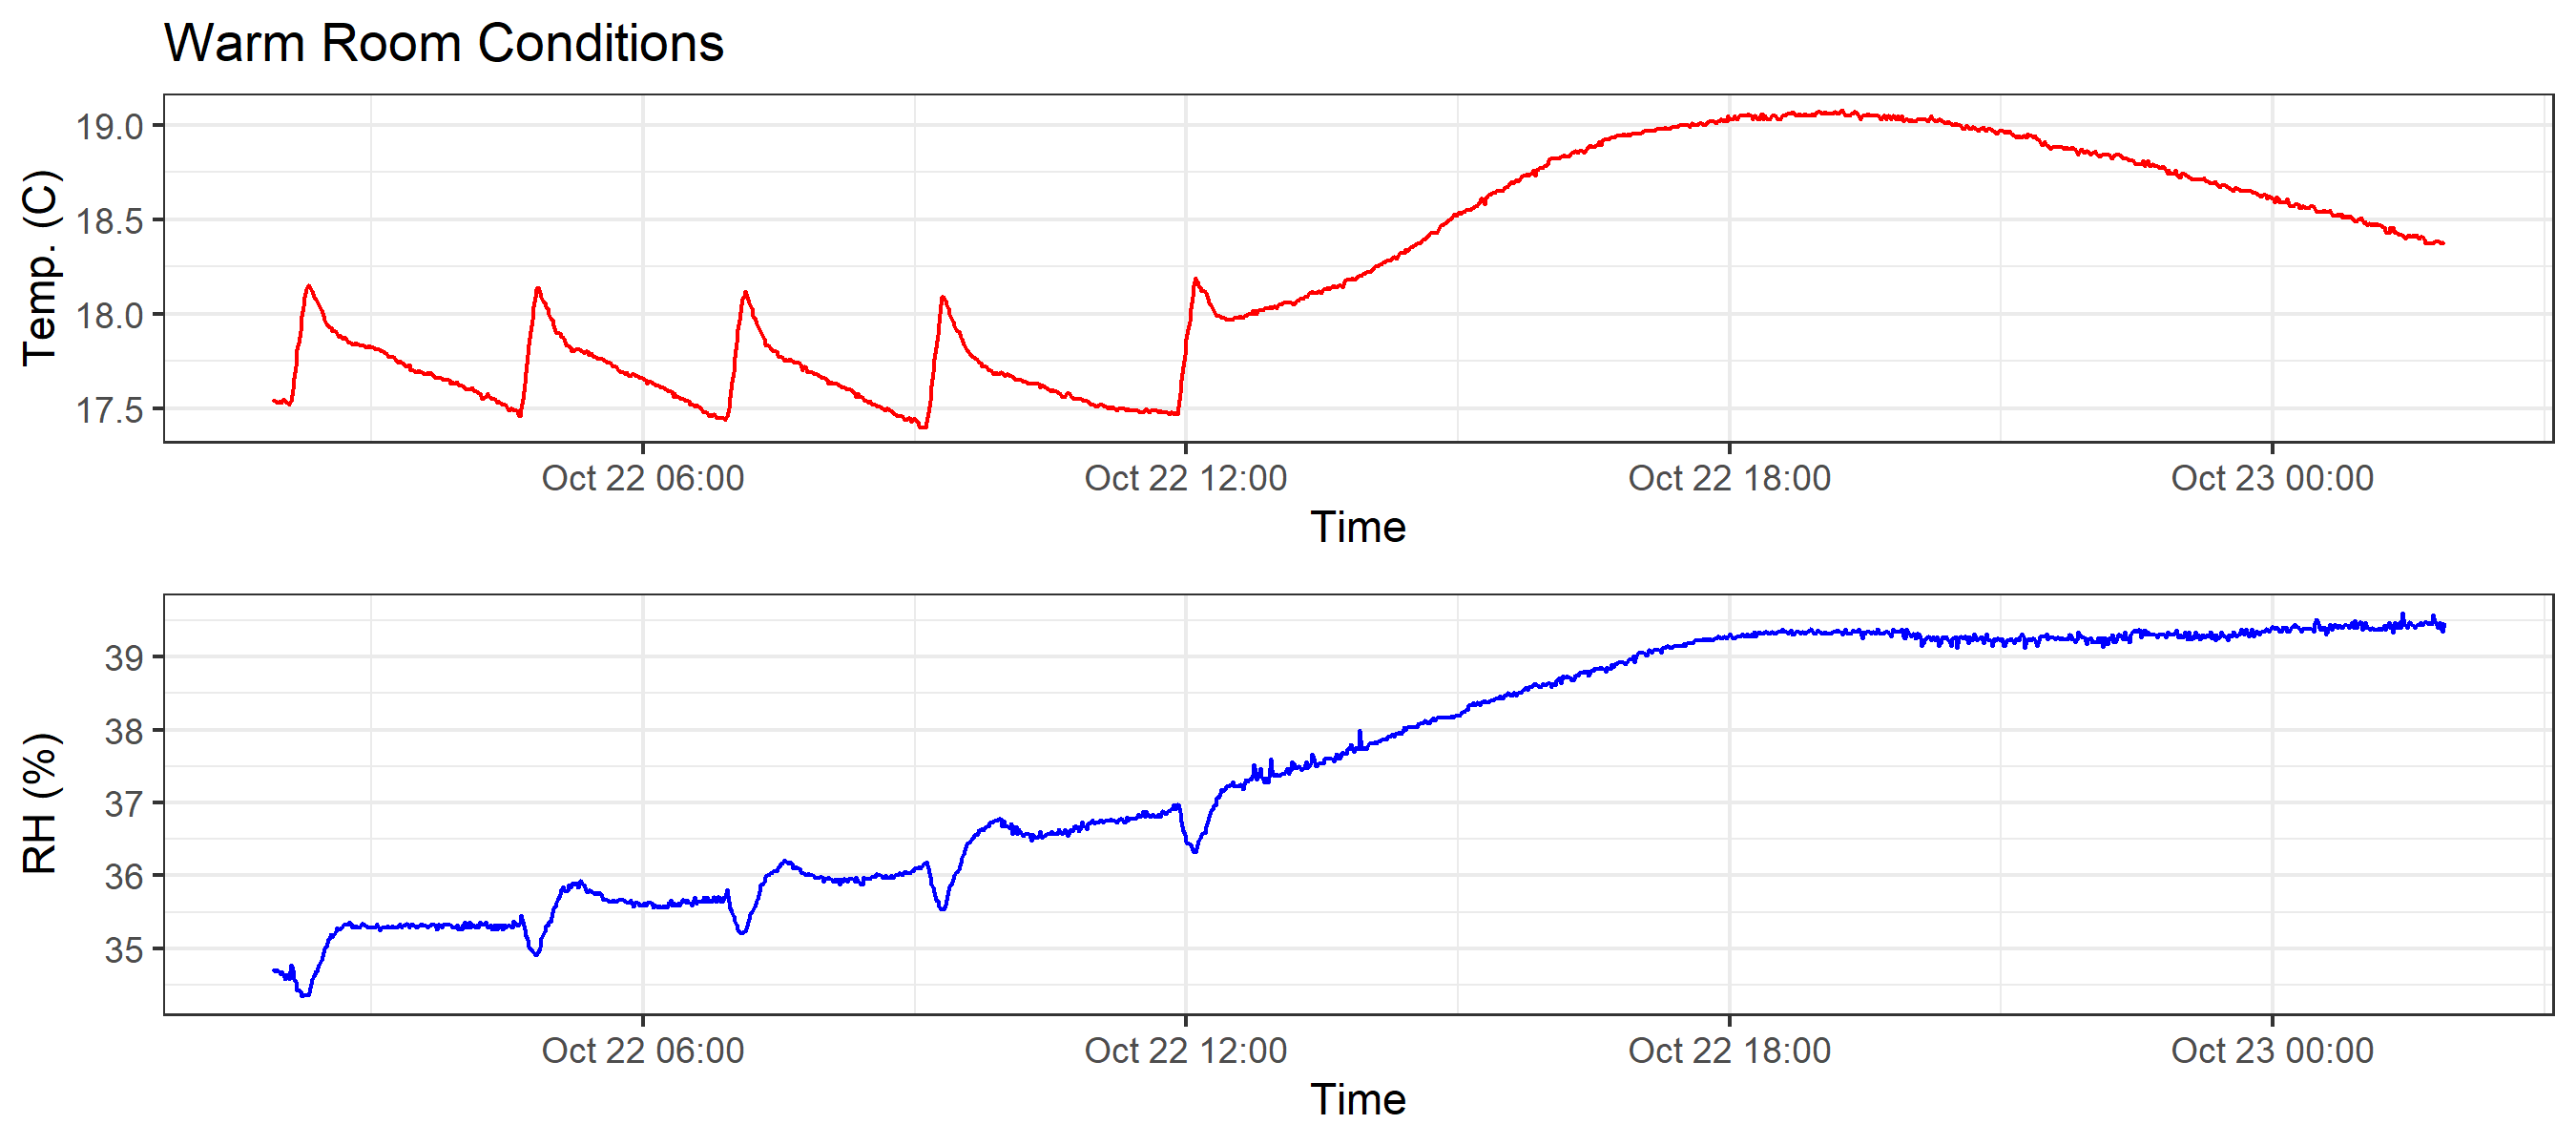 Warm Room Conditions
Temp. (C)
19.0
18.5
18.0
17.5
Oct 22 06:00 Oct 22 12:00 Oct 22 18:00 Oct 23 00:00
Time
RH (%)
39
38
37
36
35
Oct 22 06:00 Oct 22 12:00 Oct 22 18:00 Oct 23 00:00
Time